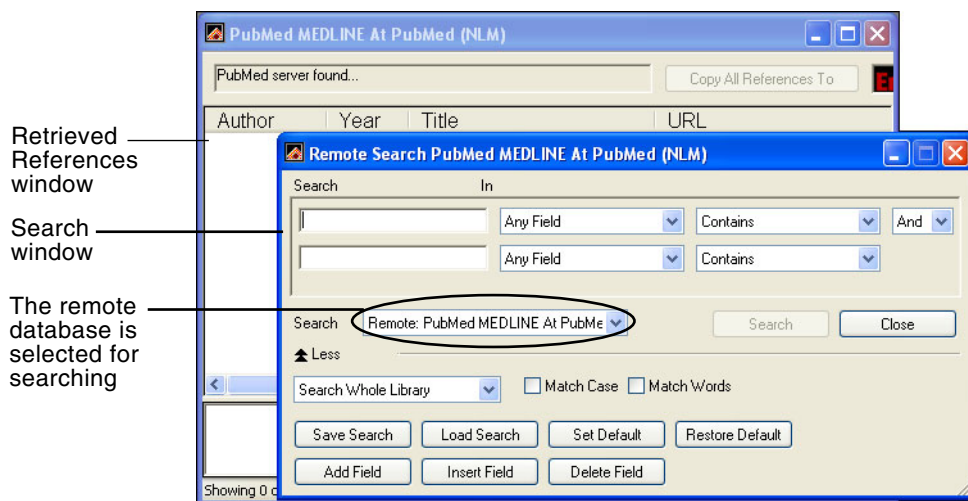 PubMed MEDLINE At PubMed (NLM)
PubMed server found...
Copy All References To
Author Year Title URL
Retrieved
References
window
Remote Search PubMed MEDLINE At PubMed (NLM)
Search In
Any Field Contains And
Any Field Contains
Search
window
The remote
database is
selected for
searching
Search Remote: PubMed MEDLINE At PubMe Search Close
Less
Search Whole Library Match Case Match Words
Save Search Load Search Set Default Restore Default
Add Field Insert Field Delete Field
Showing 0